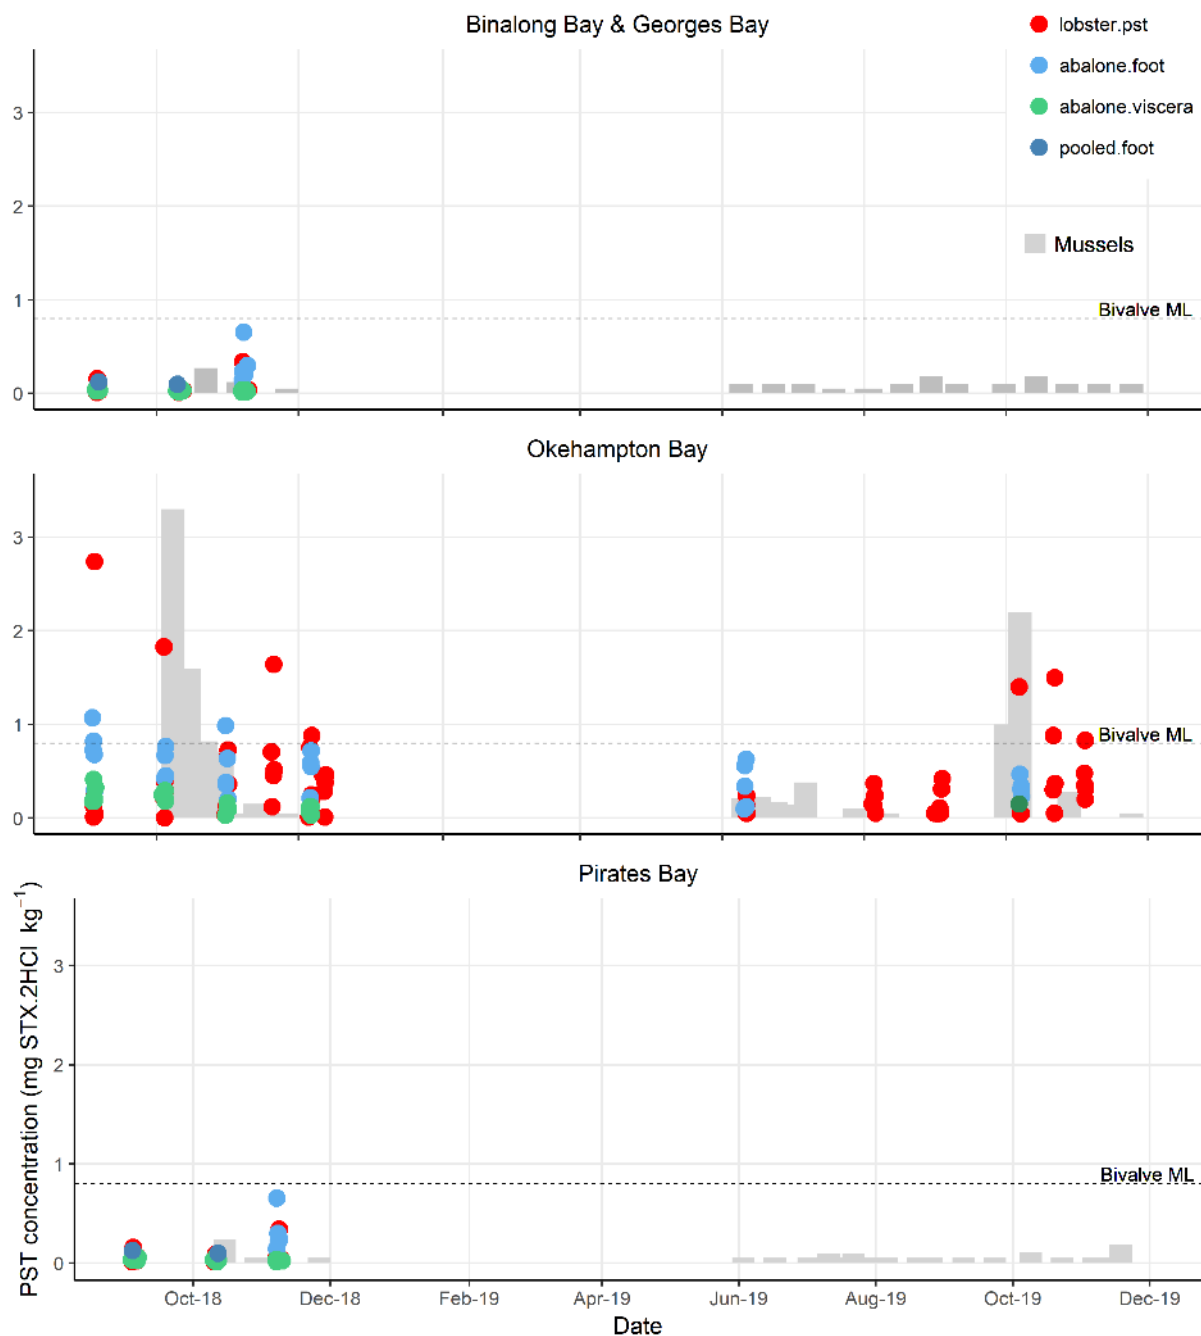 Binalong Bay & Georges Bay
lobster.pst
abalone.foot
abalone.viscera
pooled.foot
Mussels
Bivalve ML
3
2
1
0
Okehampton Bay
3
2
1
0
Bivalve ML
Pirates Bay
3
2
1
0
Bivalve ML
PST concentration (mg STX.2HCl kg⁻¹)
Oct-18 Dec-18 Feb-19 Apr-19 Jun-19 Aug-19 Oct-19 Dec-19
Date